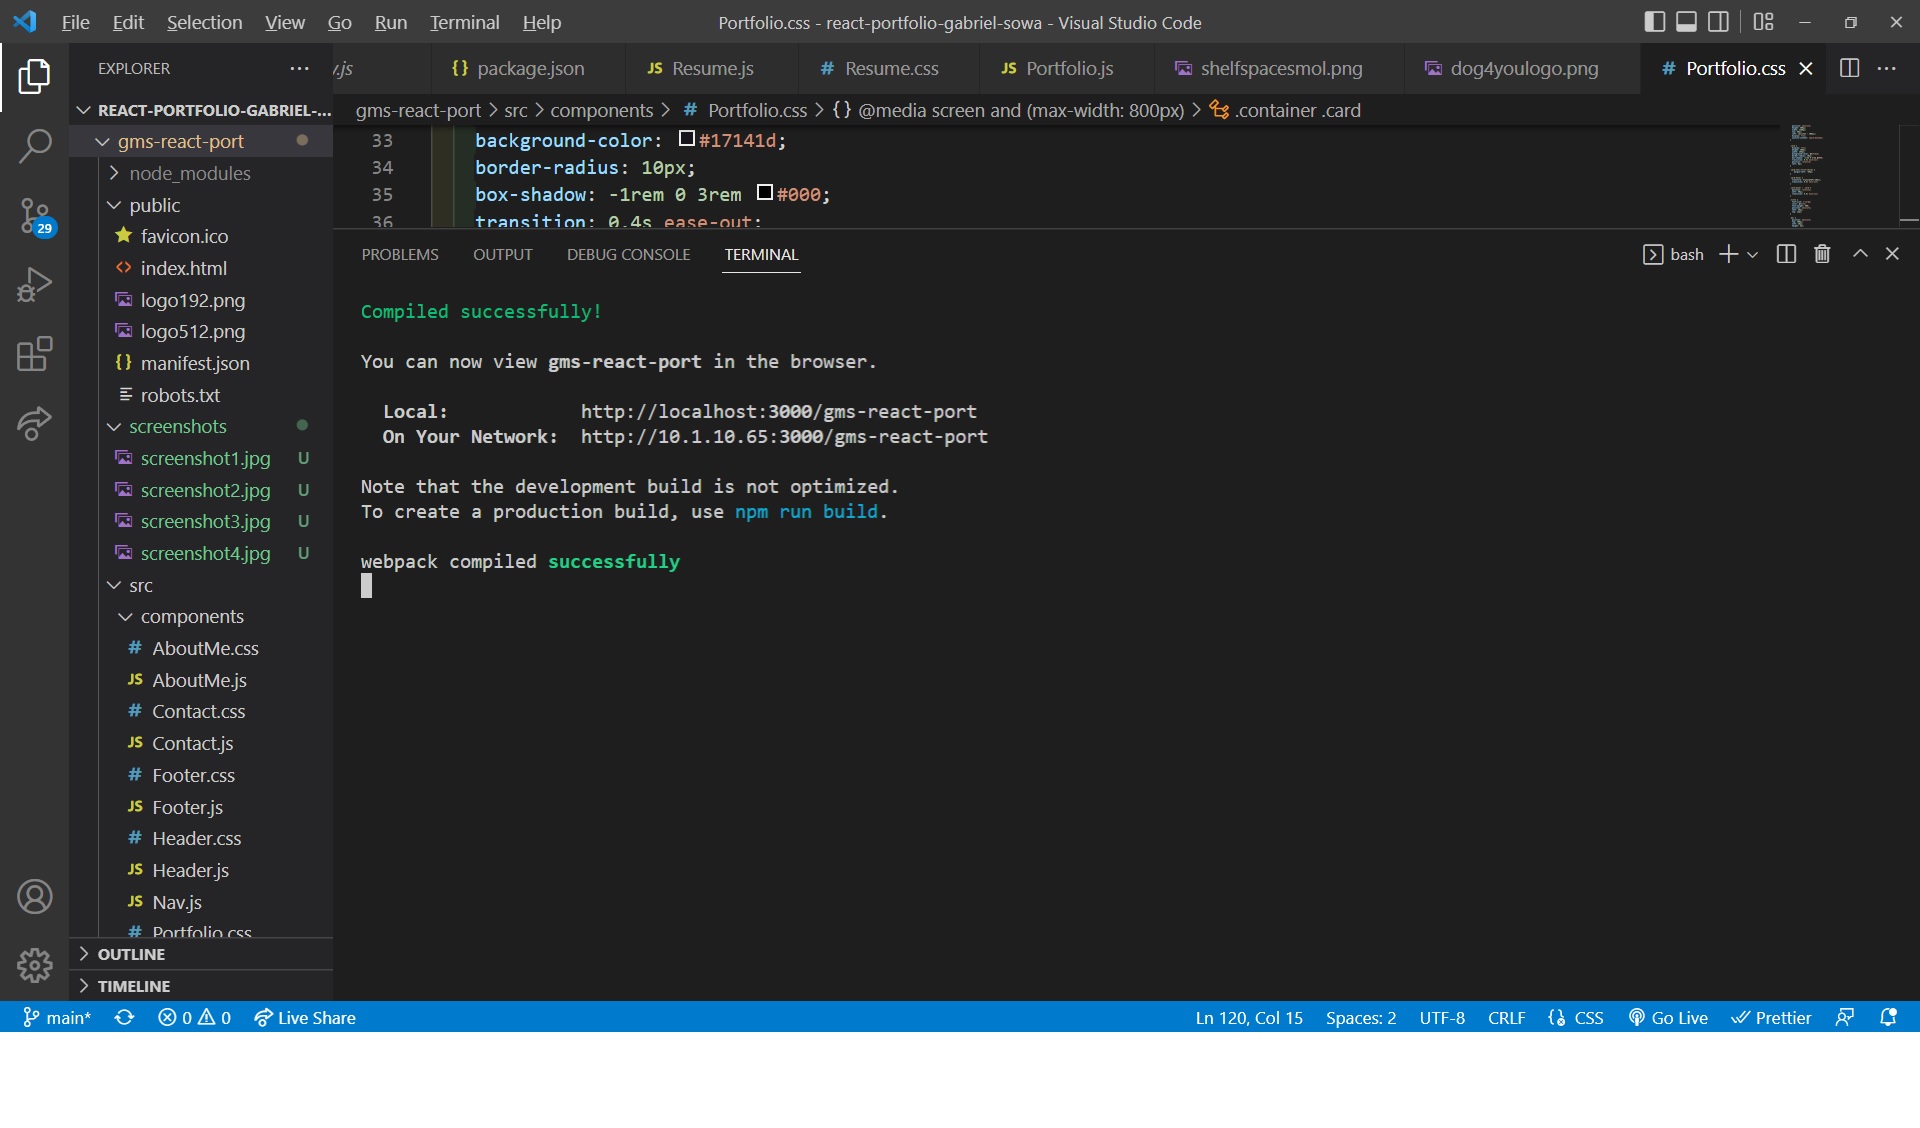 File Edit Selection View Go Run Terminal Help
Portfolio.css - react-portfolio-gabriel-sowa - Visual Studio Code
EXPLORER
.js
{} package.json
JS Resume.js
# Resume.css
JS Portfolio.js
shelfspacesmol.png
dog4youlogo.png
# Portfolio.css
gms-react-port > src > components > # Portfolio.css > {} @media screen and (max-width: 800px) > .container .card
REACT-PORTFOLIO-GABRIEL-...
gms-react-port
node_modules
public
favicon.ico
<> index.html
logo192.png
logo512.png
{} manifest.json
robots.txt
screenshots
screenshot1.jpg U
screenshot2.jpg U
screenshot3.jpg U
screenshot4.jpg U
src
components
# AboutMe.css
JS AboutMe.js
# Contact.css
JS Contact.js
# Footer.css
JS Footer.js
# Header.css
JS Header.js
JS Nav.js
# Portfolio.css
OUTLINE
TIMELINE
29
33 background-color: #17141d;
34 border-radius: 10px;
35 box-shadow: -1rem 0 3rem #000;
36 transition: 0.4s ease-out;
PROBLEMS OUTPUT DEBUG CONSOLE TERMINAL
bash
Compiled successfully!
You can now view gms-react-port in the browser.
Local: http://localhost:3000/gms-react-port
On Your Network: http://10.1.10.65:3000/gms-react-port
Note that the development build is not optimized.
To create a production build, use npm run build.
webpack compiled successfully
main* 0 0 Live Share
Ln 120, Col 15 Spaces: 2 UTF-8 CRLF CSS Go Live Prettier